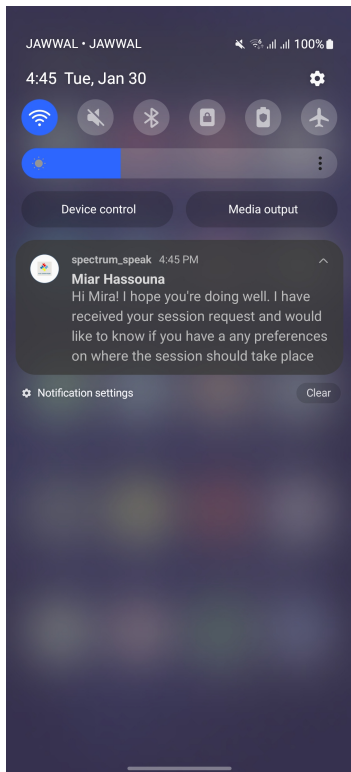 JAWWAL • JAWWAL
100%
4:45 Tue, Jan 30
Device control
Media output
spectrum_speak 4:45 PM
Miar Hassouna
Hi Mira! I hope you're doing well. I have
received your session request and would
like to know if you have a any preferences
on where the session should take place
Notification settings
Clear